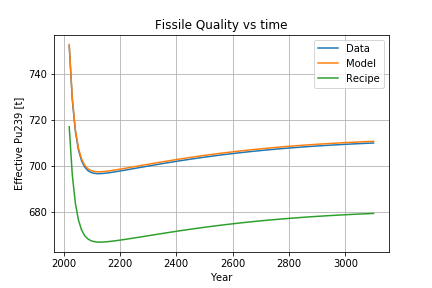 Fissile Quality vs time
Data
Model
Recipe
Effective Pu239 [t]
740
720
700
680
2000
2200
2400
2600
2800
3000
Year